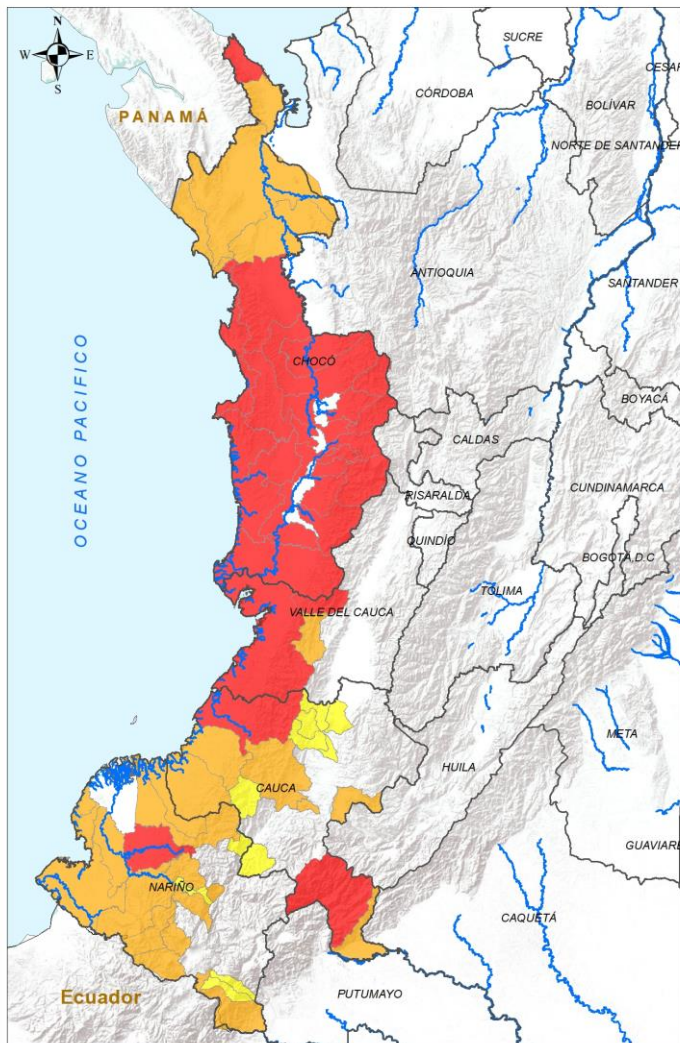 N
W E
S
SUCRE
CESAR
CÓRDOBA
BOLÍVAR
PANAMÁ
NORTE DE SANTANDER
ANTIOQUIA
SANTANDER
OCEANO PACIFICO
CHOCÓ
BOYACÁ
CALDAS
RISARALDA
CUNDINAMARCA
QUINDÍO
BOGOTÁ, D.C.
TOLIMA
VALLE DEL CAUCA
META
HUILA
CAUCA
GUAVIARE
NARIÑO
CAQUETÁ
Ecuador
PUTUMAYO